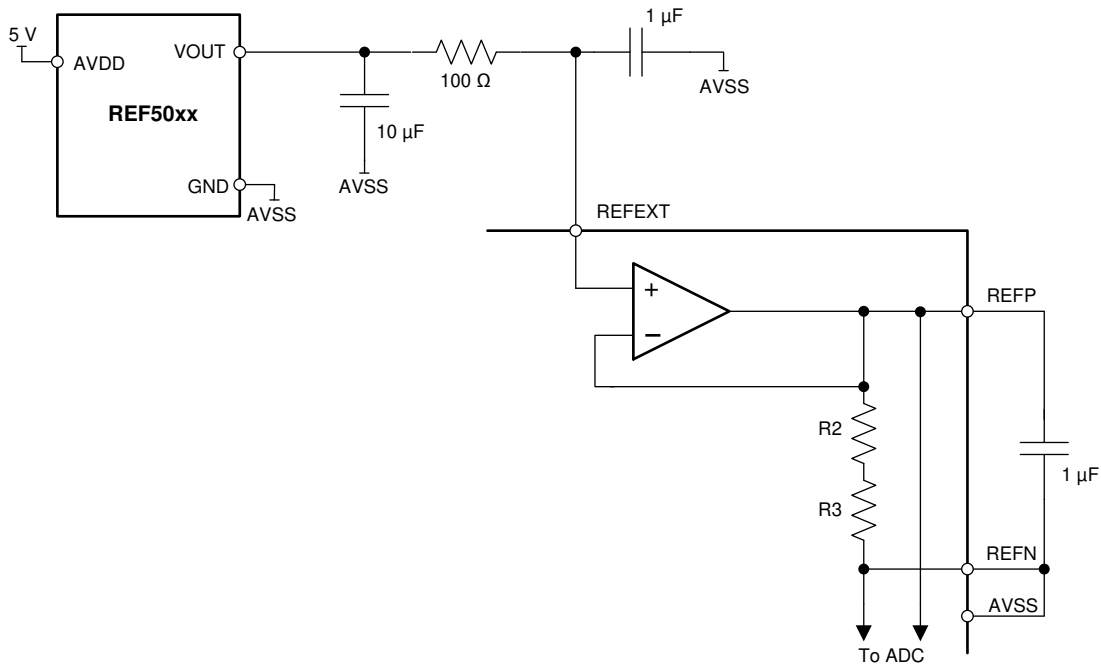 5 V
AVDD
VOUT
REF50xx
GND
AVSS
10 µF
AVSS
100 Ω
1 µF
AVSS
REFEXT
+
−
REFP
R2
R3
1 µF
REFN
AVSS
To ADC